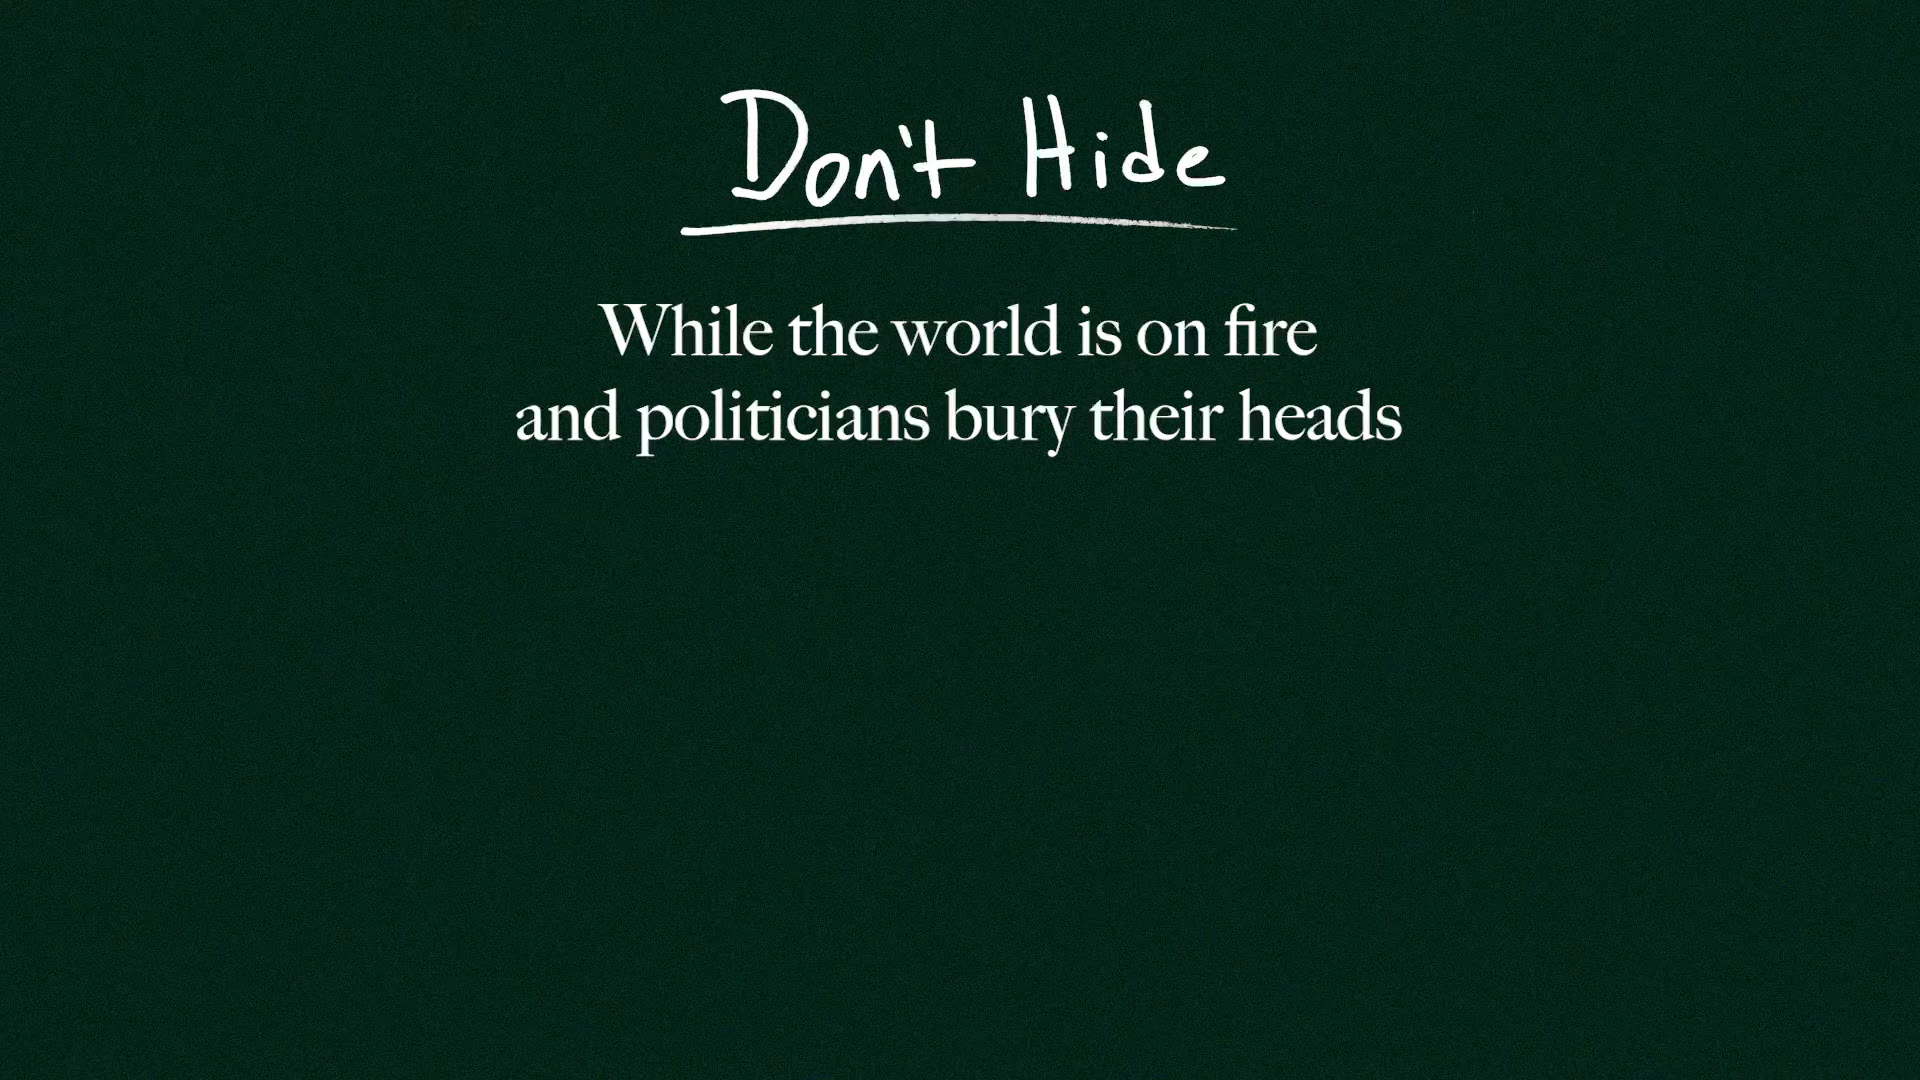 Don't Hide
While the world is on fire
and politicians bury their heads